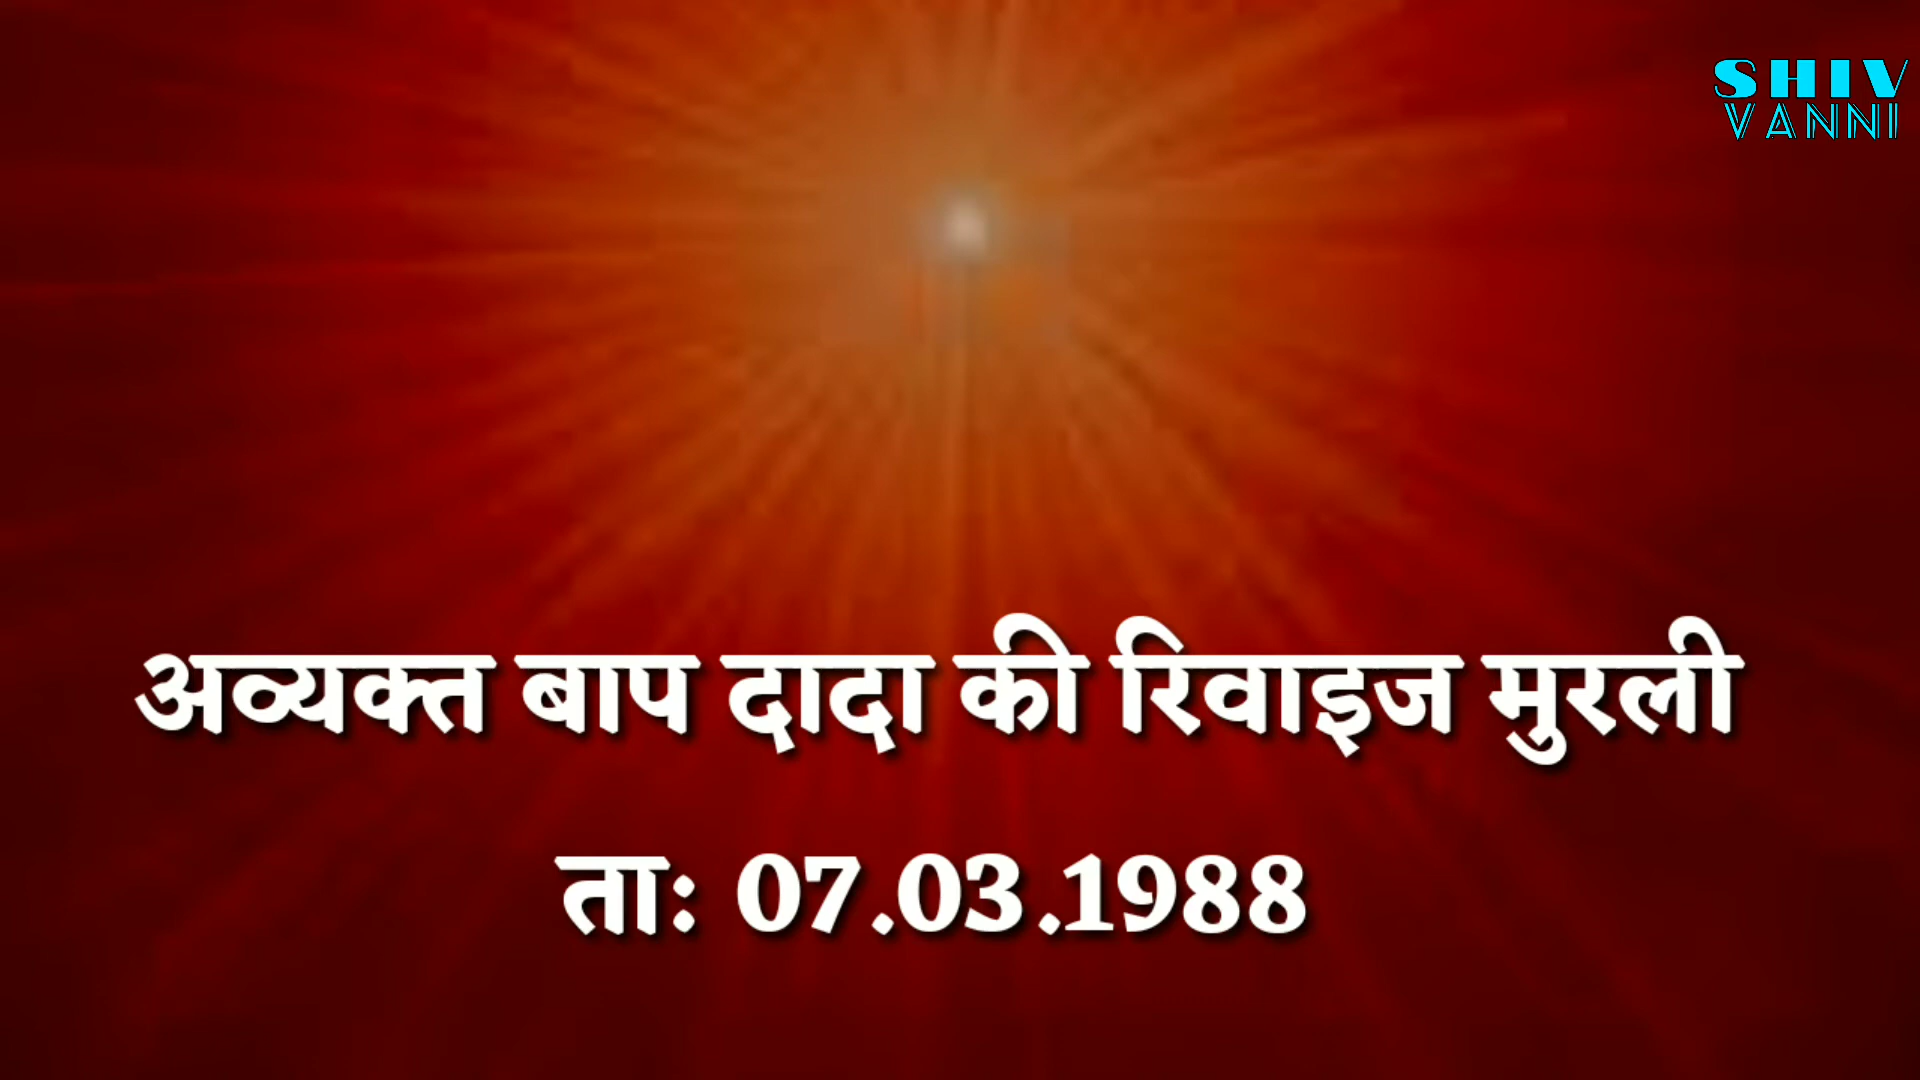 SHIV
VANNI
अव्यक्त बाप दादा की रिवाइज मुरली
ताः 07.03.1988